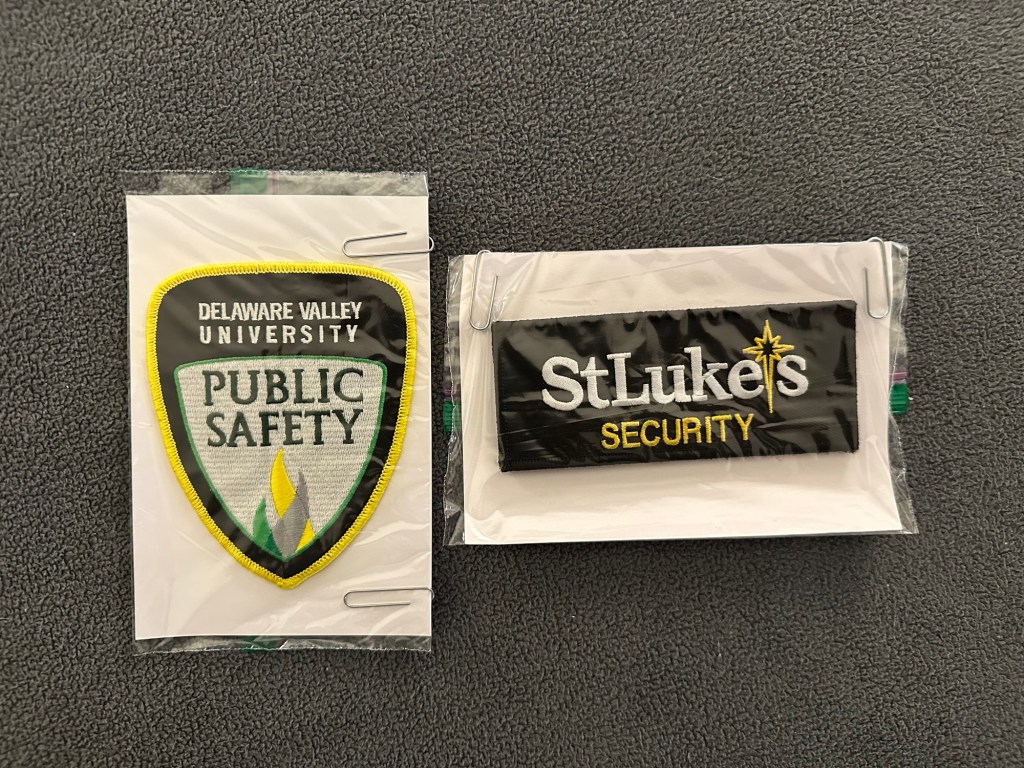 DELAWARE VALLEY
UNIVERSITY
PUBLIC
SAFETY
StLuke's
SECURITY